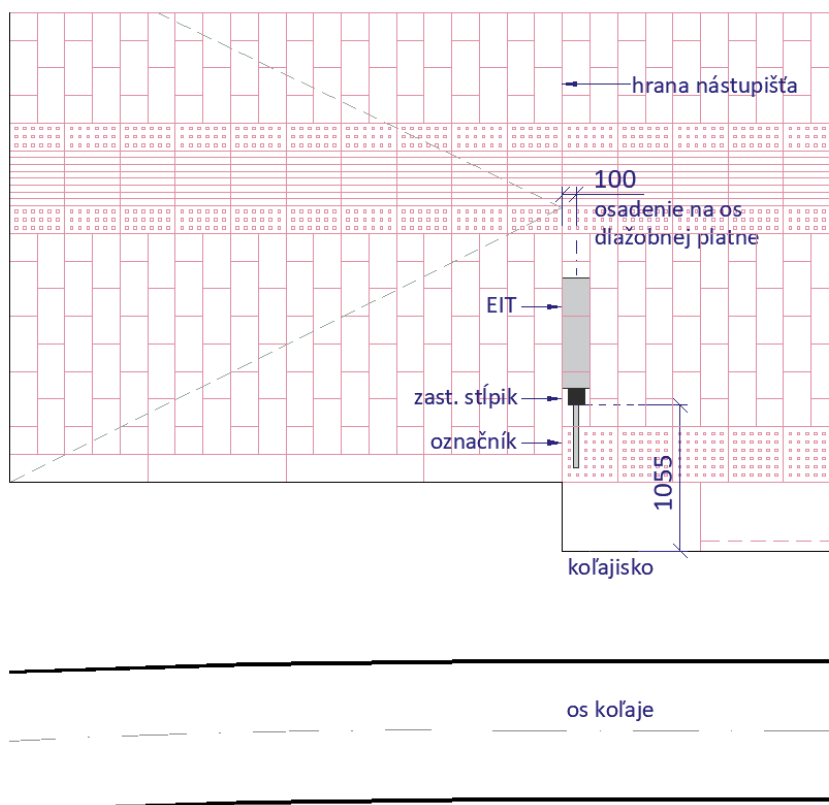 hrana nástupišťa
100
osadenie na os
dlažobnej platne
EIT
zast. stĺpik
označník
1055
koľajisko
os koľaje